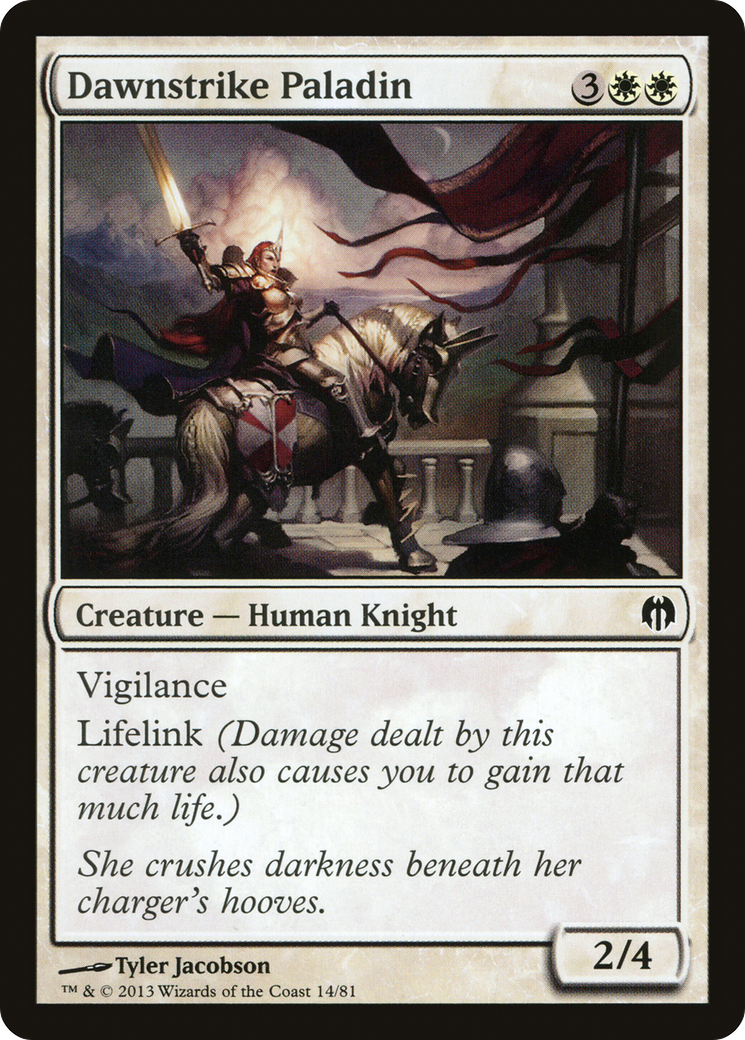 Dawnstrike Paladin 3
Creature — Human Knight
Vigilance
Lifelink (Damage dealt by this
creature also causes you to gain that
much life.)
She crushes darkness beneath her
charger's hooves.
2/4
Tyler Jacobson
™ & © 2013 Wizards of the Coast 14/81